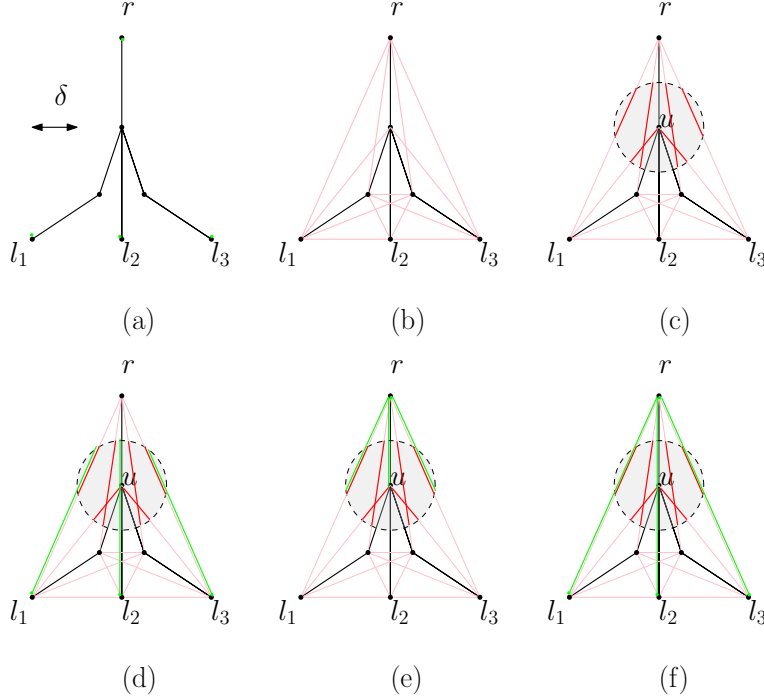 r r r
δ
u
l₁ l₂ l₃ l₁ l₂ l₃ l₁ l₂ l₃
(a) (b) (c)
r r r
u u u
l₁ l₂ l₃ l₁ l₂ l₃ l₁ l₂ l₃
(d) (e) (f)